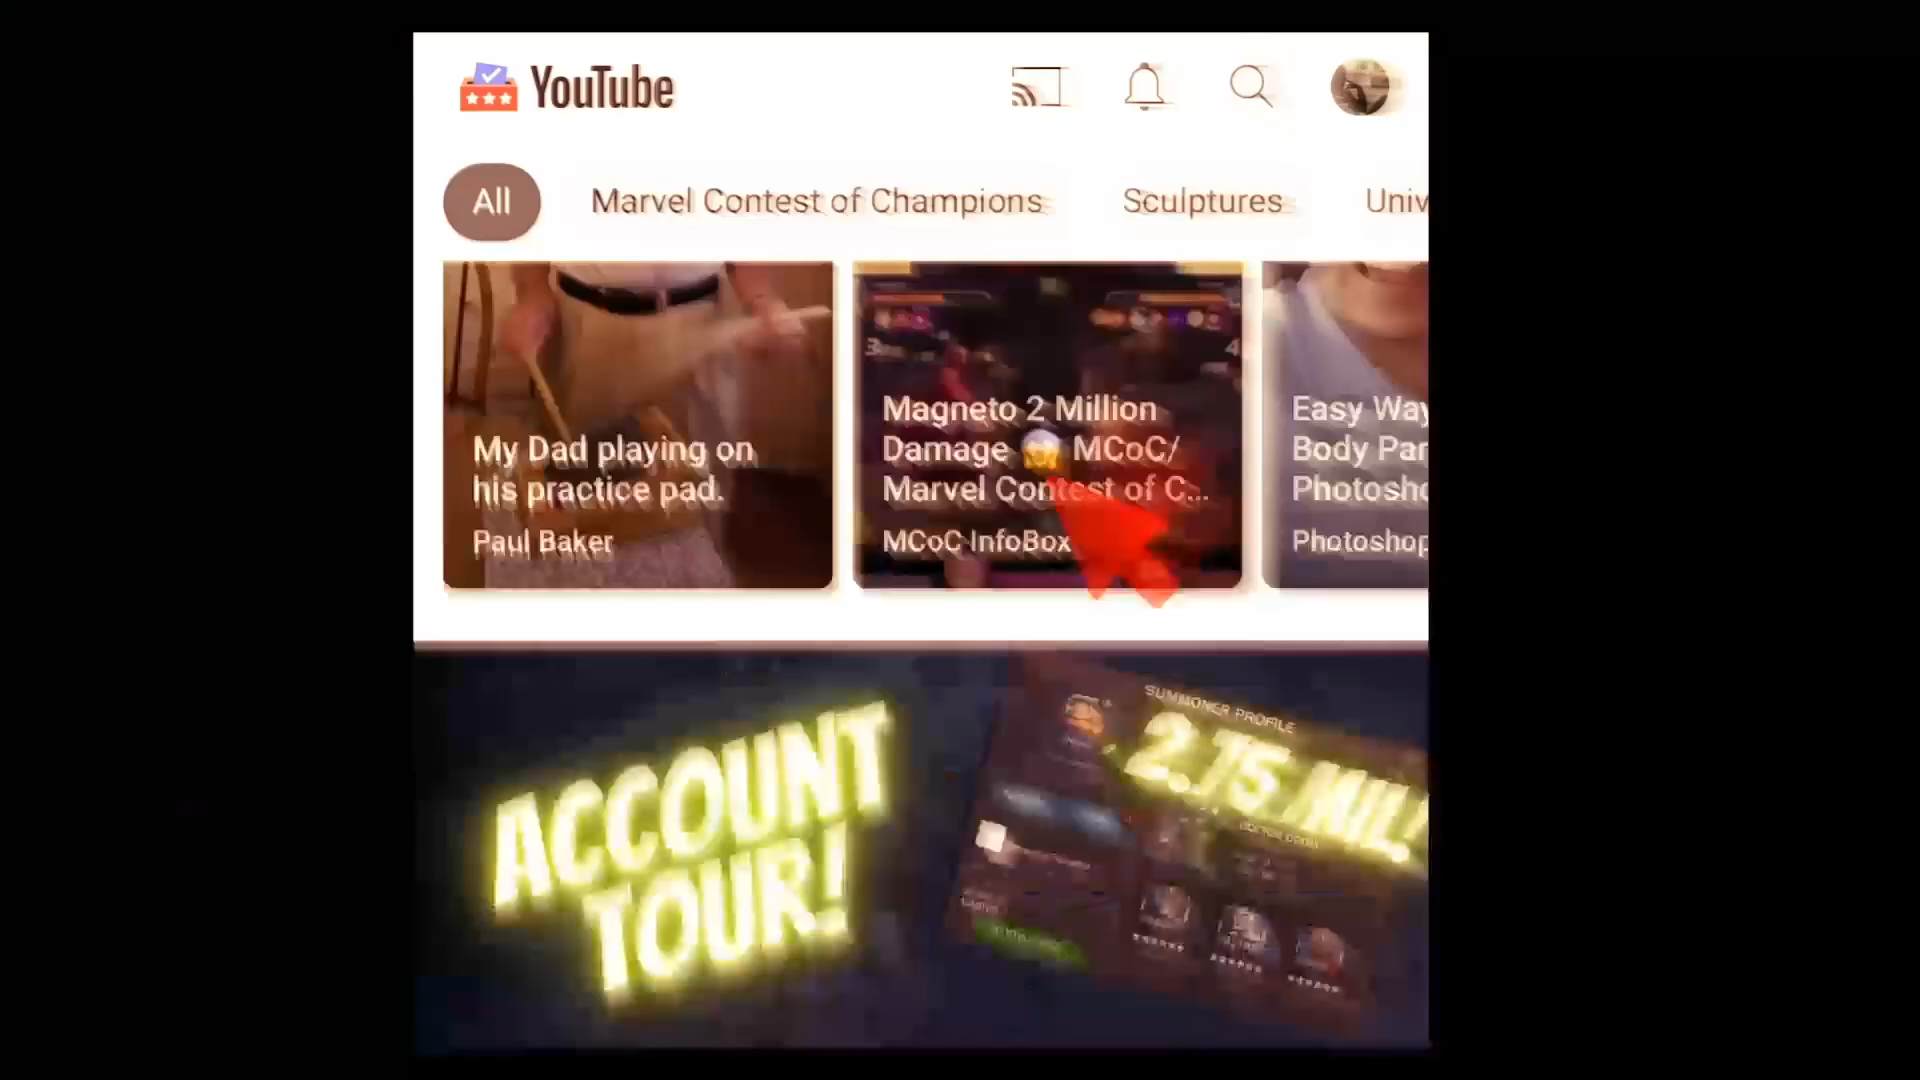 YouTube
All Marvel Contest of Champions Sculptures Univ
3 4
My Dad playing on
his practice pad.
Paul Baker
Magneto 2 Million
Damage 😱 MCoC/
Marvel Contest of C...
MCoC InfoBox
Easy Way
Body Par
Photosho
Photoshop
ACCOUNT
TOUR!
SUMMONER PROFILE
2.75 MIL!